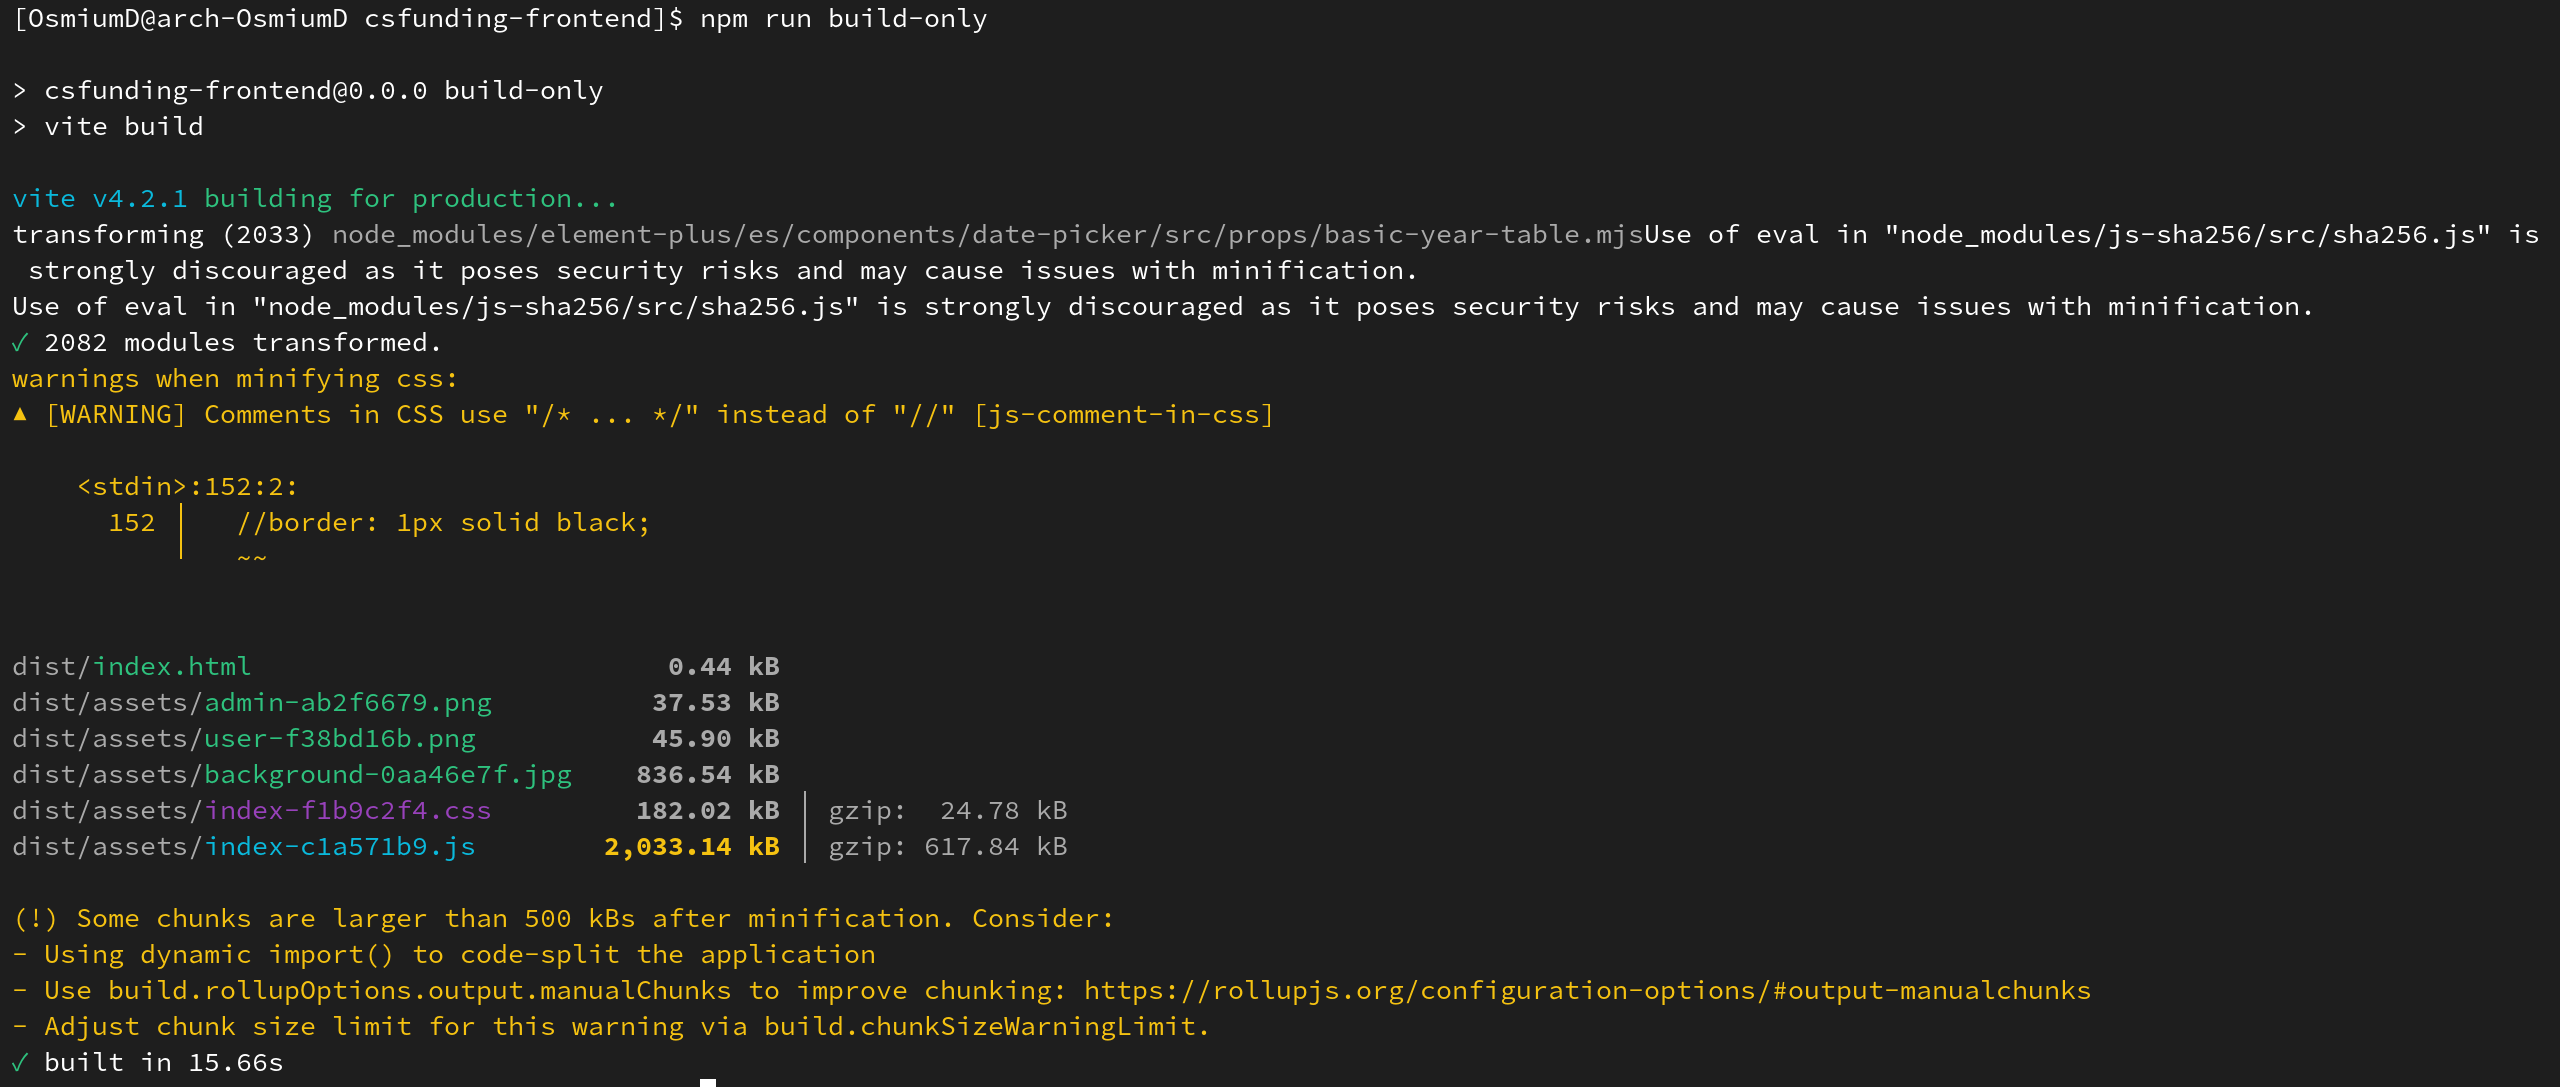 [OsmiumD@arch-OsmiumD csfunding-frontend]$ npm run build-only
> csfunding-frontend@0.0.0 build-only
> vite build
vite v4.2.1 building for production...
transforming (2033) node_modules/element-plus/es/components/date-picker/src/props/basic-year-table.mjsUse of eval in "node_modules/js-sha256/src/sha256.js" is
 strongly discouraged as it poses security risks and may cause issues with minification.
Use of eval in "node_modules/js-sha256/src/sha256.js" is strongly discouraged as it poses security risks and may cause issues with minification.
✓ 2082 modules transformed.
warnings when minifying css:
▲ [WARNING] Comments in CSS use "/* ... */" instead of "//" [js-comment-in-css]
    <stdin>:152:2:
      152 │   //border: 1px solid black;
          │   ~~
dist/index.html                          0.44 kB
dist/assets/admin-ab2f6679.png          37.53 kB
dist/assets/user-f38bd16b.png           45.90 kB
dist/assets/background-0aa46e7f.jpg    836.54 kB
dist/assets/index-f1b9c2f4.css         182.02 kB │ gzip:  24.78 kB
dist/assets/index-c1a571b9.js        2,033.14 kB │ gzip: 617.84 kB
(!) Some chunks are larger than 500 kBs after minification. Consider:
- Using dynamic import() to code-split the application
- Use build.rollupOptions.output.manualChunks to improve chunking: https://rollupjs.org/configuration-options/#output-manualchunks
- Adjust chunk size limit for this warning via build.chunkSizeWarningLimit.
✓ built in 15.66s